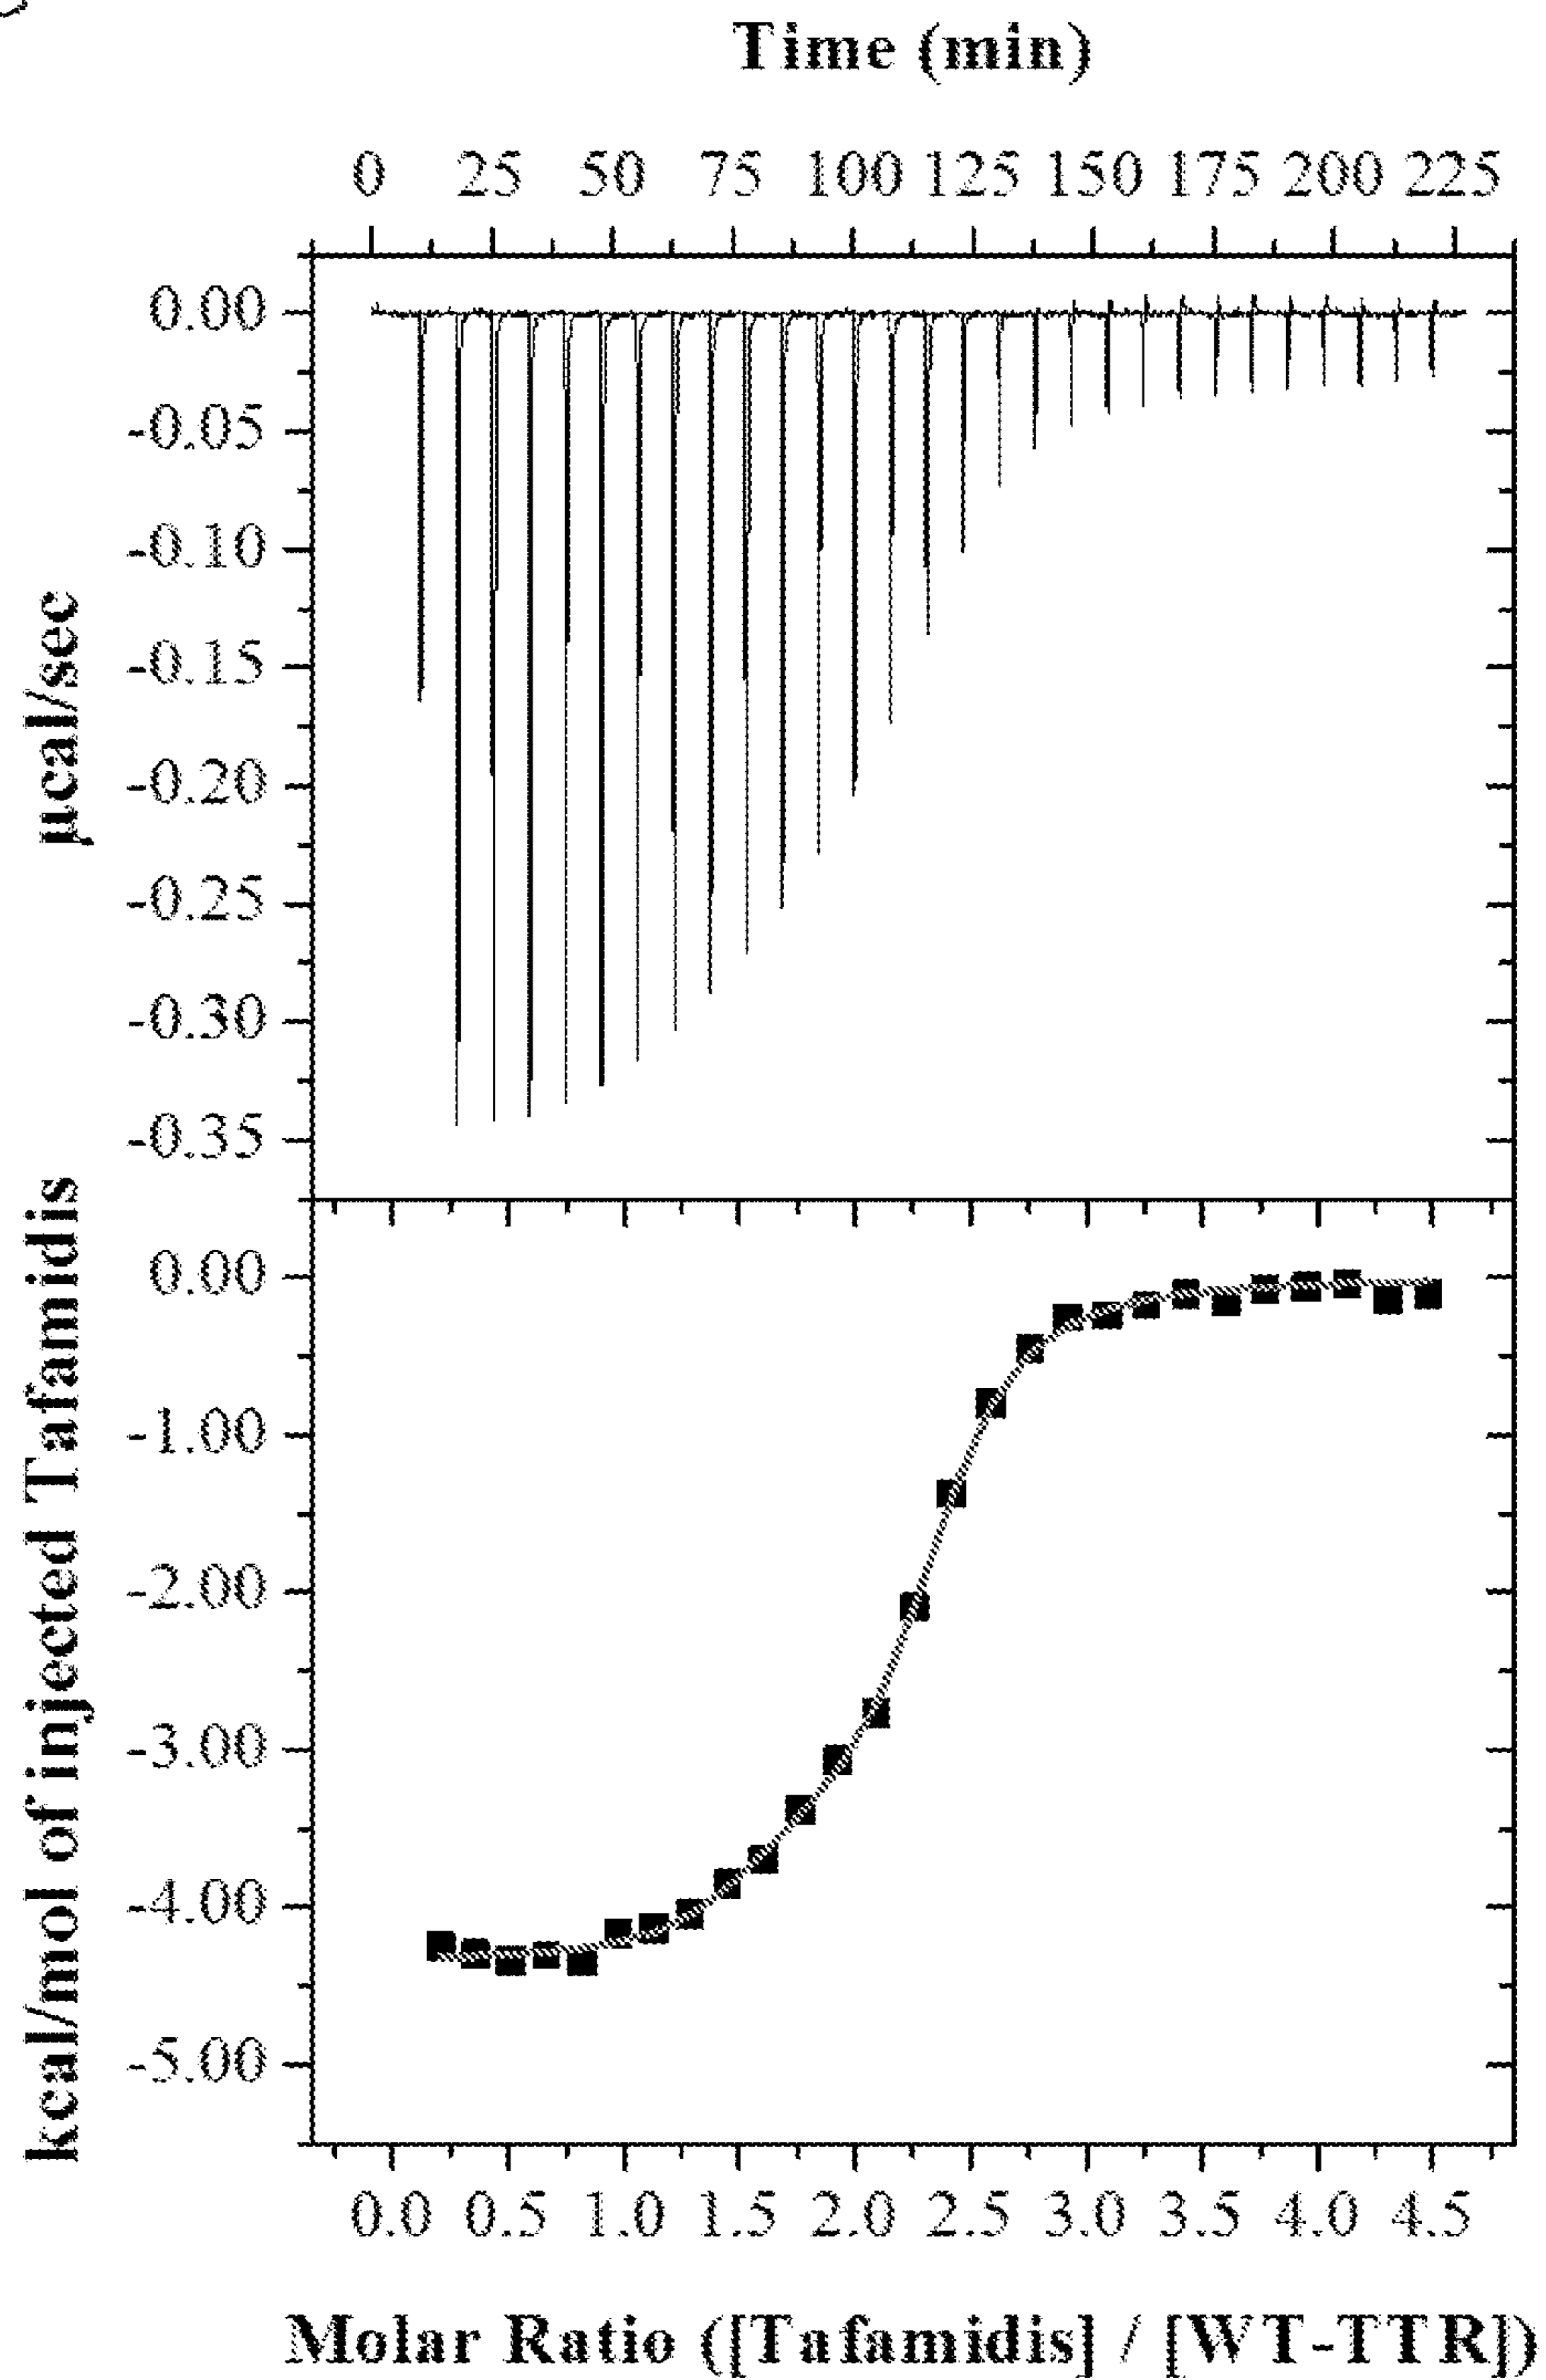 Time (min)
0 25 50 75 100 125 150 175 200 225
0.00
-0.05
-0.10
-0.15
-0.20
-0.25
-0.30
-0.35
µcal/sec
0.00
-1.00
-2.00
-3.00
-4.00
-5.00
kcal/mol of injected Tafamidis
0.0 0.5 1.0 1.5 2.0 2.5 3.0 3.5 4.0 4.5
Molar Ratio ([Tafamidis] / [WT-TTR])